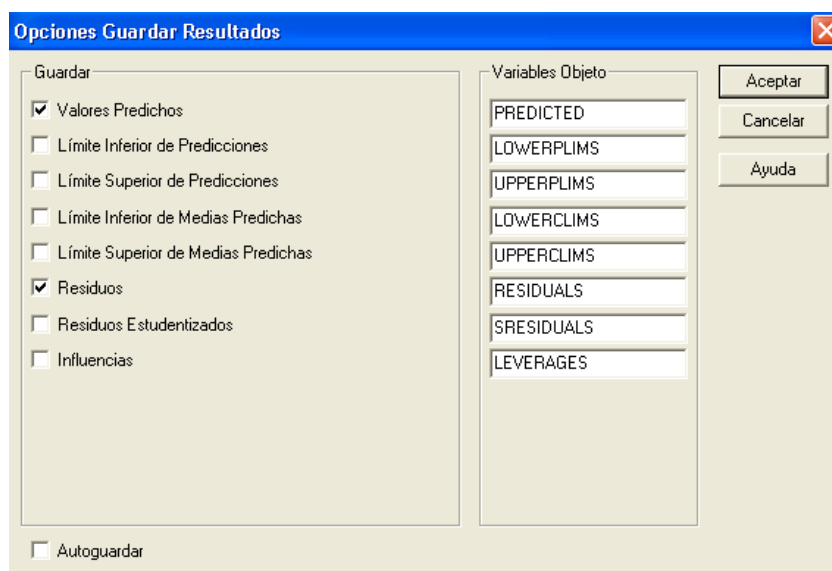 Opciones Guardar Resultados
Guardar
Valores Predichos
Límite Inferior de Predicciones
Límite Superior de Predicciones
Límite Inferior de Medias Predichas
Límite Superior de Medias Predichas
Residuos
Residuos Estudentizados
Influencias
Variables Objeto
PREDICTED
LOWERPLIMS
UPPERPLIMS
LOWERCLIMS
UPPERCLIMS
RESIDUALS
SRESIDUALS
LEVERAGES
Aceptar
Cancelar
Ayuda
Autoguardar